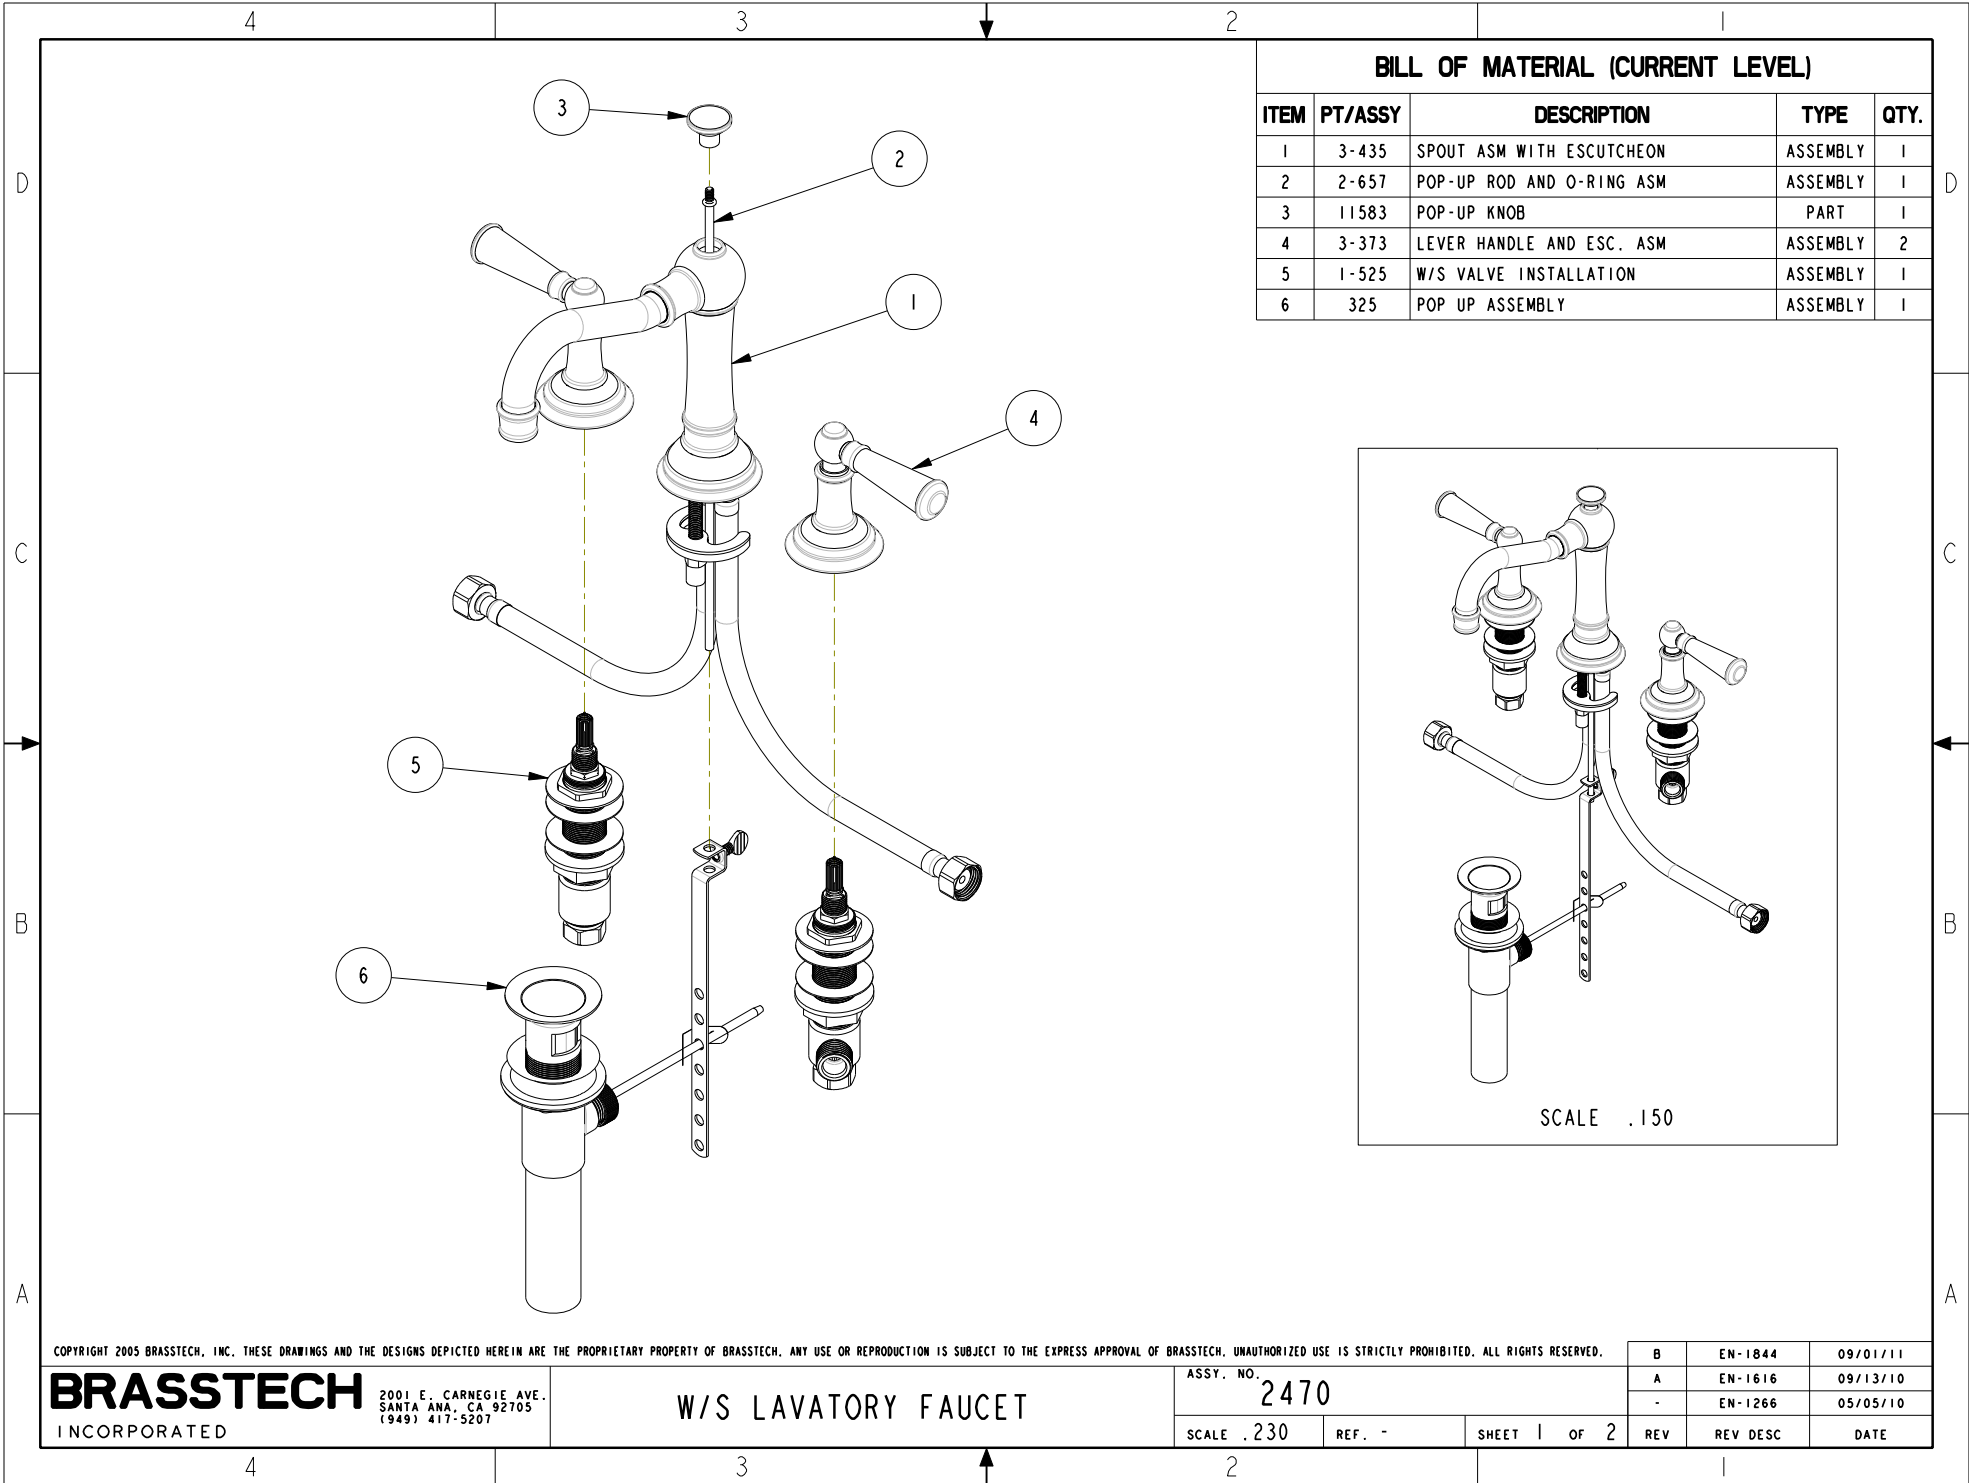 4 3 2 1
BILL OF MATERIAL (CURRENT LEVEL)
ITEM PT/ASSY DESCRIPTION TYPE QTY.
1 3-435 SPOUT ASM WITH ESCUTCHEON ASSEMBLY 1
2 2-657 POP-UP ROD AND O-RING ASM ASSEMBLY 1
3 11583 POP-UP KNOB PART 1
4 3-373 LEVER HANDLE AND ESC. ASM ASSEMBLY 2
5 1-525 W/S VALVE INSTALLATION ASSEMBLY 1
6 325 POP UP ASSEMBLY ASSEMBLY 1
3
2
D D
1
4
C C
5
B B
6
SCALE .150
A A
COPYRIGHT 2005 BRASSTECH, INC. THESE DRAWINGS AND THE DESIGNS DEPICTED HEREIN ARE THE PROPRIETARY PROPERTY OF BRASSTECH. ANY USE OR REPRODUCTION IS SUBJECT TO THE EXPRESS APPROVAL OF BRASSTECH. UNAUTHORIZED USE IS STRICTLY PROHIBITED. ALL RIGHTS RESERVED.
BRASSTECH
INCORPORATED
2001 E. CARNEGIE AVE.
SANTA ANA, CA 92705
(949) 417-5207
W/S LAVATORY FAUCET
ASSY. NO. 2470
SCALE .230 REF. - SHEET 1 OF 2
B EN-1844 09/01/11
A EN-1616 09/13/10
- EN-1266 05/05/10
REV REV DESC DATE
4 3 2 1